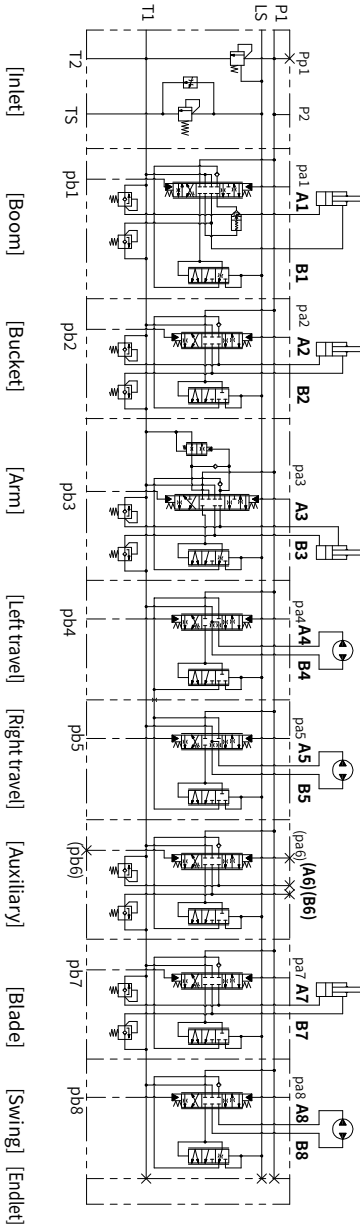 T1
LS
P1
T2
Pp1
TS
P2
[Inlet]
pb1
pa1
A1
B1
[Boom]
pb2
pa2
A2
B2
[Bucket]
pb3
pa3
A3
B3
[Arm]
pb4
pa4
A4
B4
[Left travel]
pb5
pa5
A5
B5
[Right travel]
(pb6)
(pa6)
(A6)
(B6)
[Auxiliary]
pb7
pa7
A7
B7
[Blade]
pb8
pa8
A8
B8
[Swing]
[Endlet]